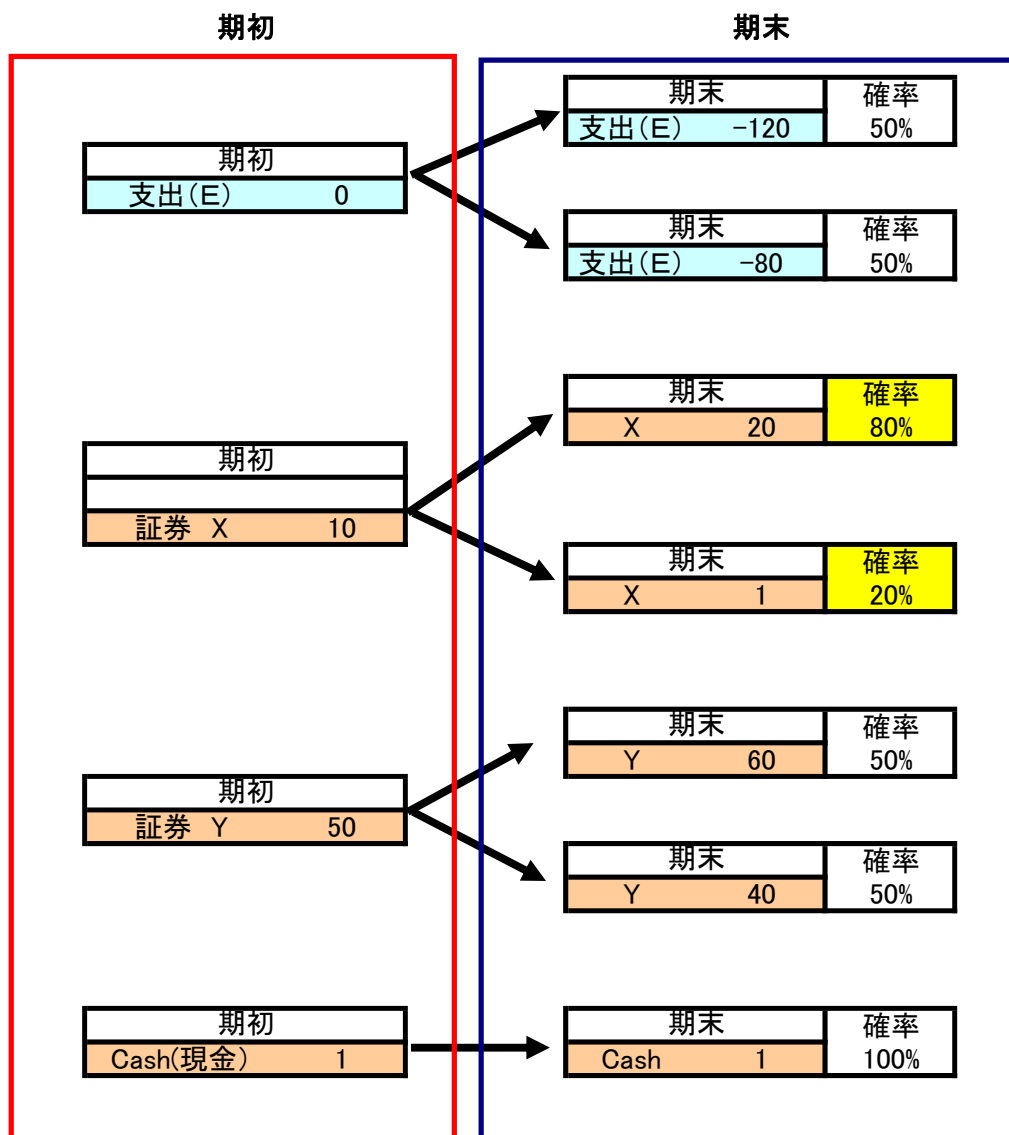 期初 期末
期末 確率
支出(E) -120 50%
期初
支出(E) 0
期末 確率
支出(E) -80 50%
期末 確率
X 20 80%
期初
証券 X 10
期末 確率
X 1 20%
期末 確率
Y 60 50%
期初
証券 Y 50
期末 確率
Y 40 50%
期初
Cash(現金) 1
期末 確率
Cash 1 100%